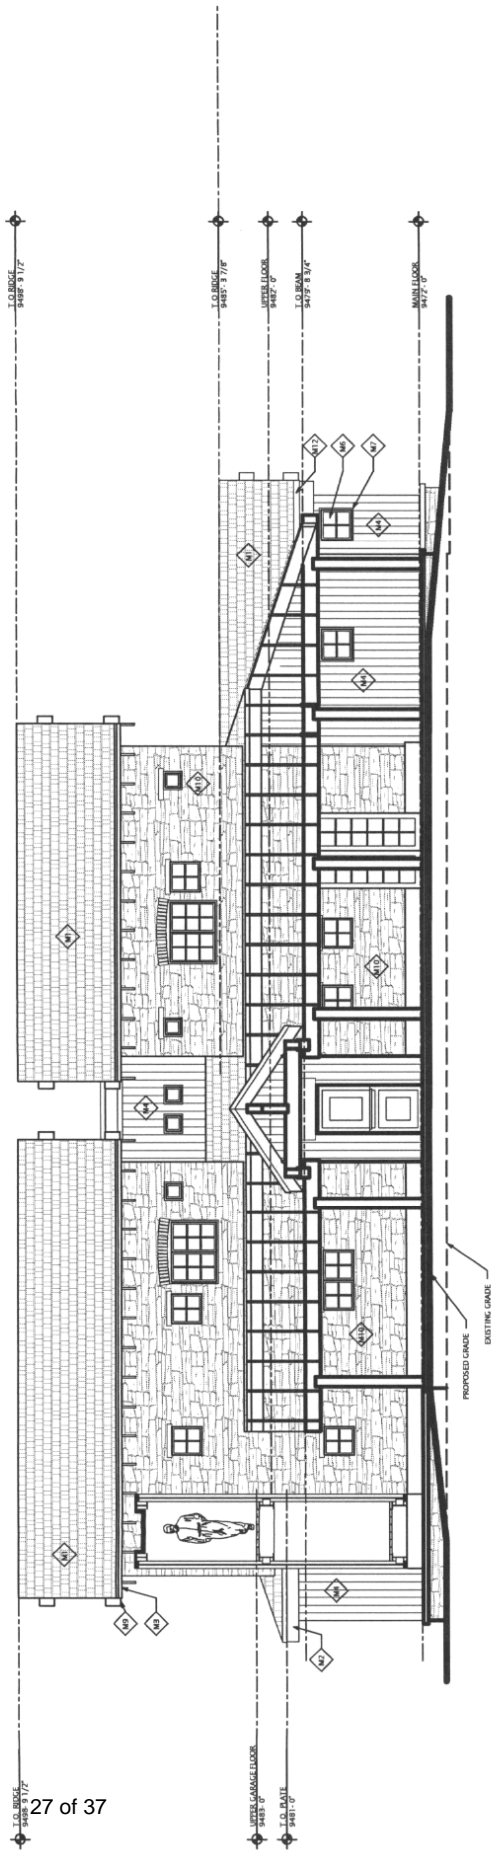 T.O RIDGE
9498'- 9 1/2"
T.O RIDGE
9485'- 3 7/8"
UPPER FLOOR
9482'- 0"
T.O BEAM
9479'- 8 3/4"
MAIN FLOOR
9472'- 0"
M12
M6
M7
M1
M4
M4
M10
M1
M10
M4
M10
M1
M9
M3
M4
M2
PROPOSED GRADE
EXISTING GRADE
T.O. RIDGE
9498'- 9 1/2"
UPPER GARAGE FLOOR
9483'- 0"
T.O. PLATE
9481'- 0"
27 of 37